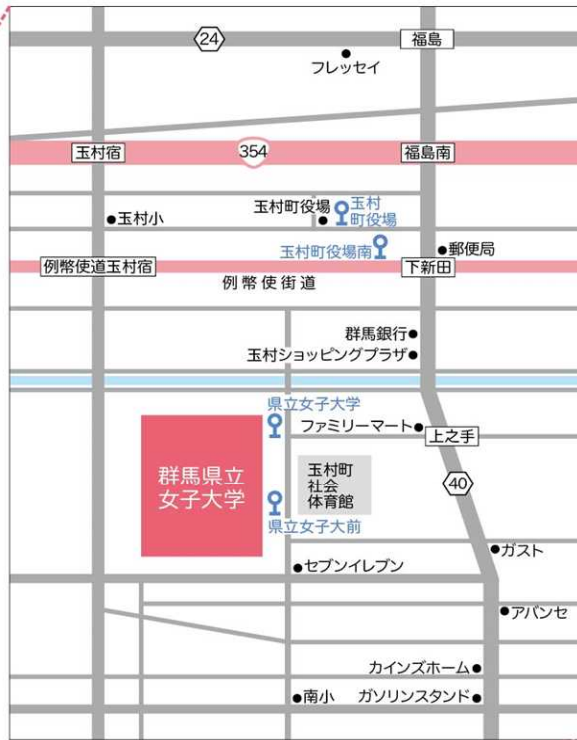 24
福島
フレッセイ
玉村宿
354
福島南
玉村小
玉村町役場
玉村
町役場
玉村町役場南
郵便局
例幣使道玉村宿
下新田
例幣使街道
群馬銀行
玉村ショッピングプラザ
県立女子大学
ファミリーマート
上之手
群馬県立
女子大学
玉村町
社会
体育館
40
県立女子大前
ガスト
セブンイレブン
アバンセ
カインズホーム
南小
ガソリンスタンド